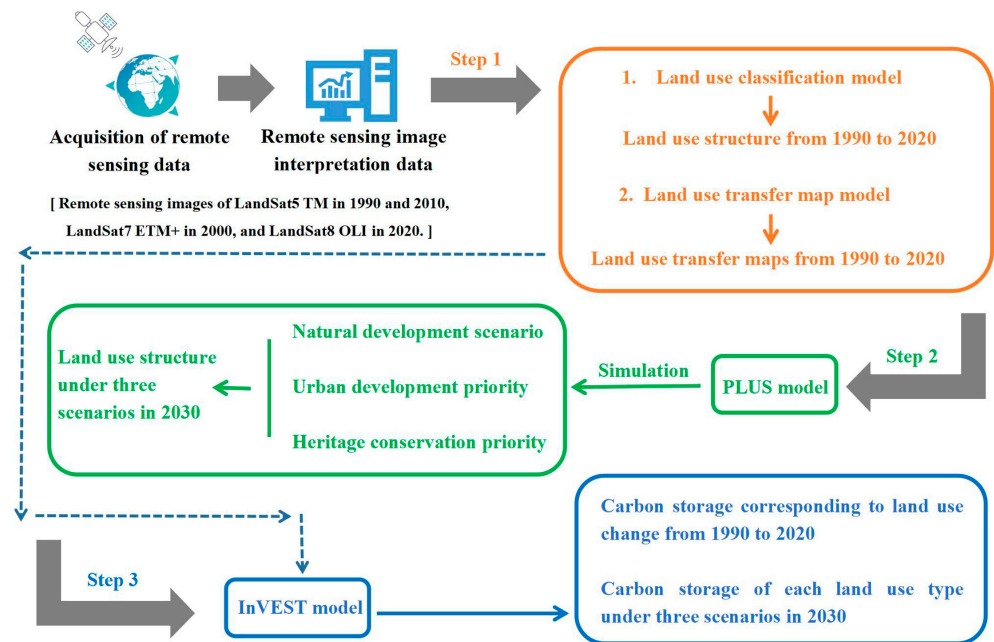 Step 1
Acquisition of remote
sensing data
Remote sensing image
interpretation data
[ Remote sensing images of LandSat5 TM in 1990 and 2010,
LandSat7 ETM+ in 2000, and LandSat8 OLI in 2020. ]
1. Land use classification model
Land use structure from 1990 to 2020
2. Land use transfer map model
Land use transfer maps from 1990 to 2020
Step 2
PLUS model
Simulation
Natural development scenario
Urban development priority
Heritage conservation priority
Land use structure
under three
scenarios in 2030
Step 3
InVEST model
Carbon storage corresponding to land use
change from 1990 to 2020
Carbon storage of each land use type
under three scenarios in 2030